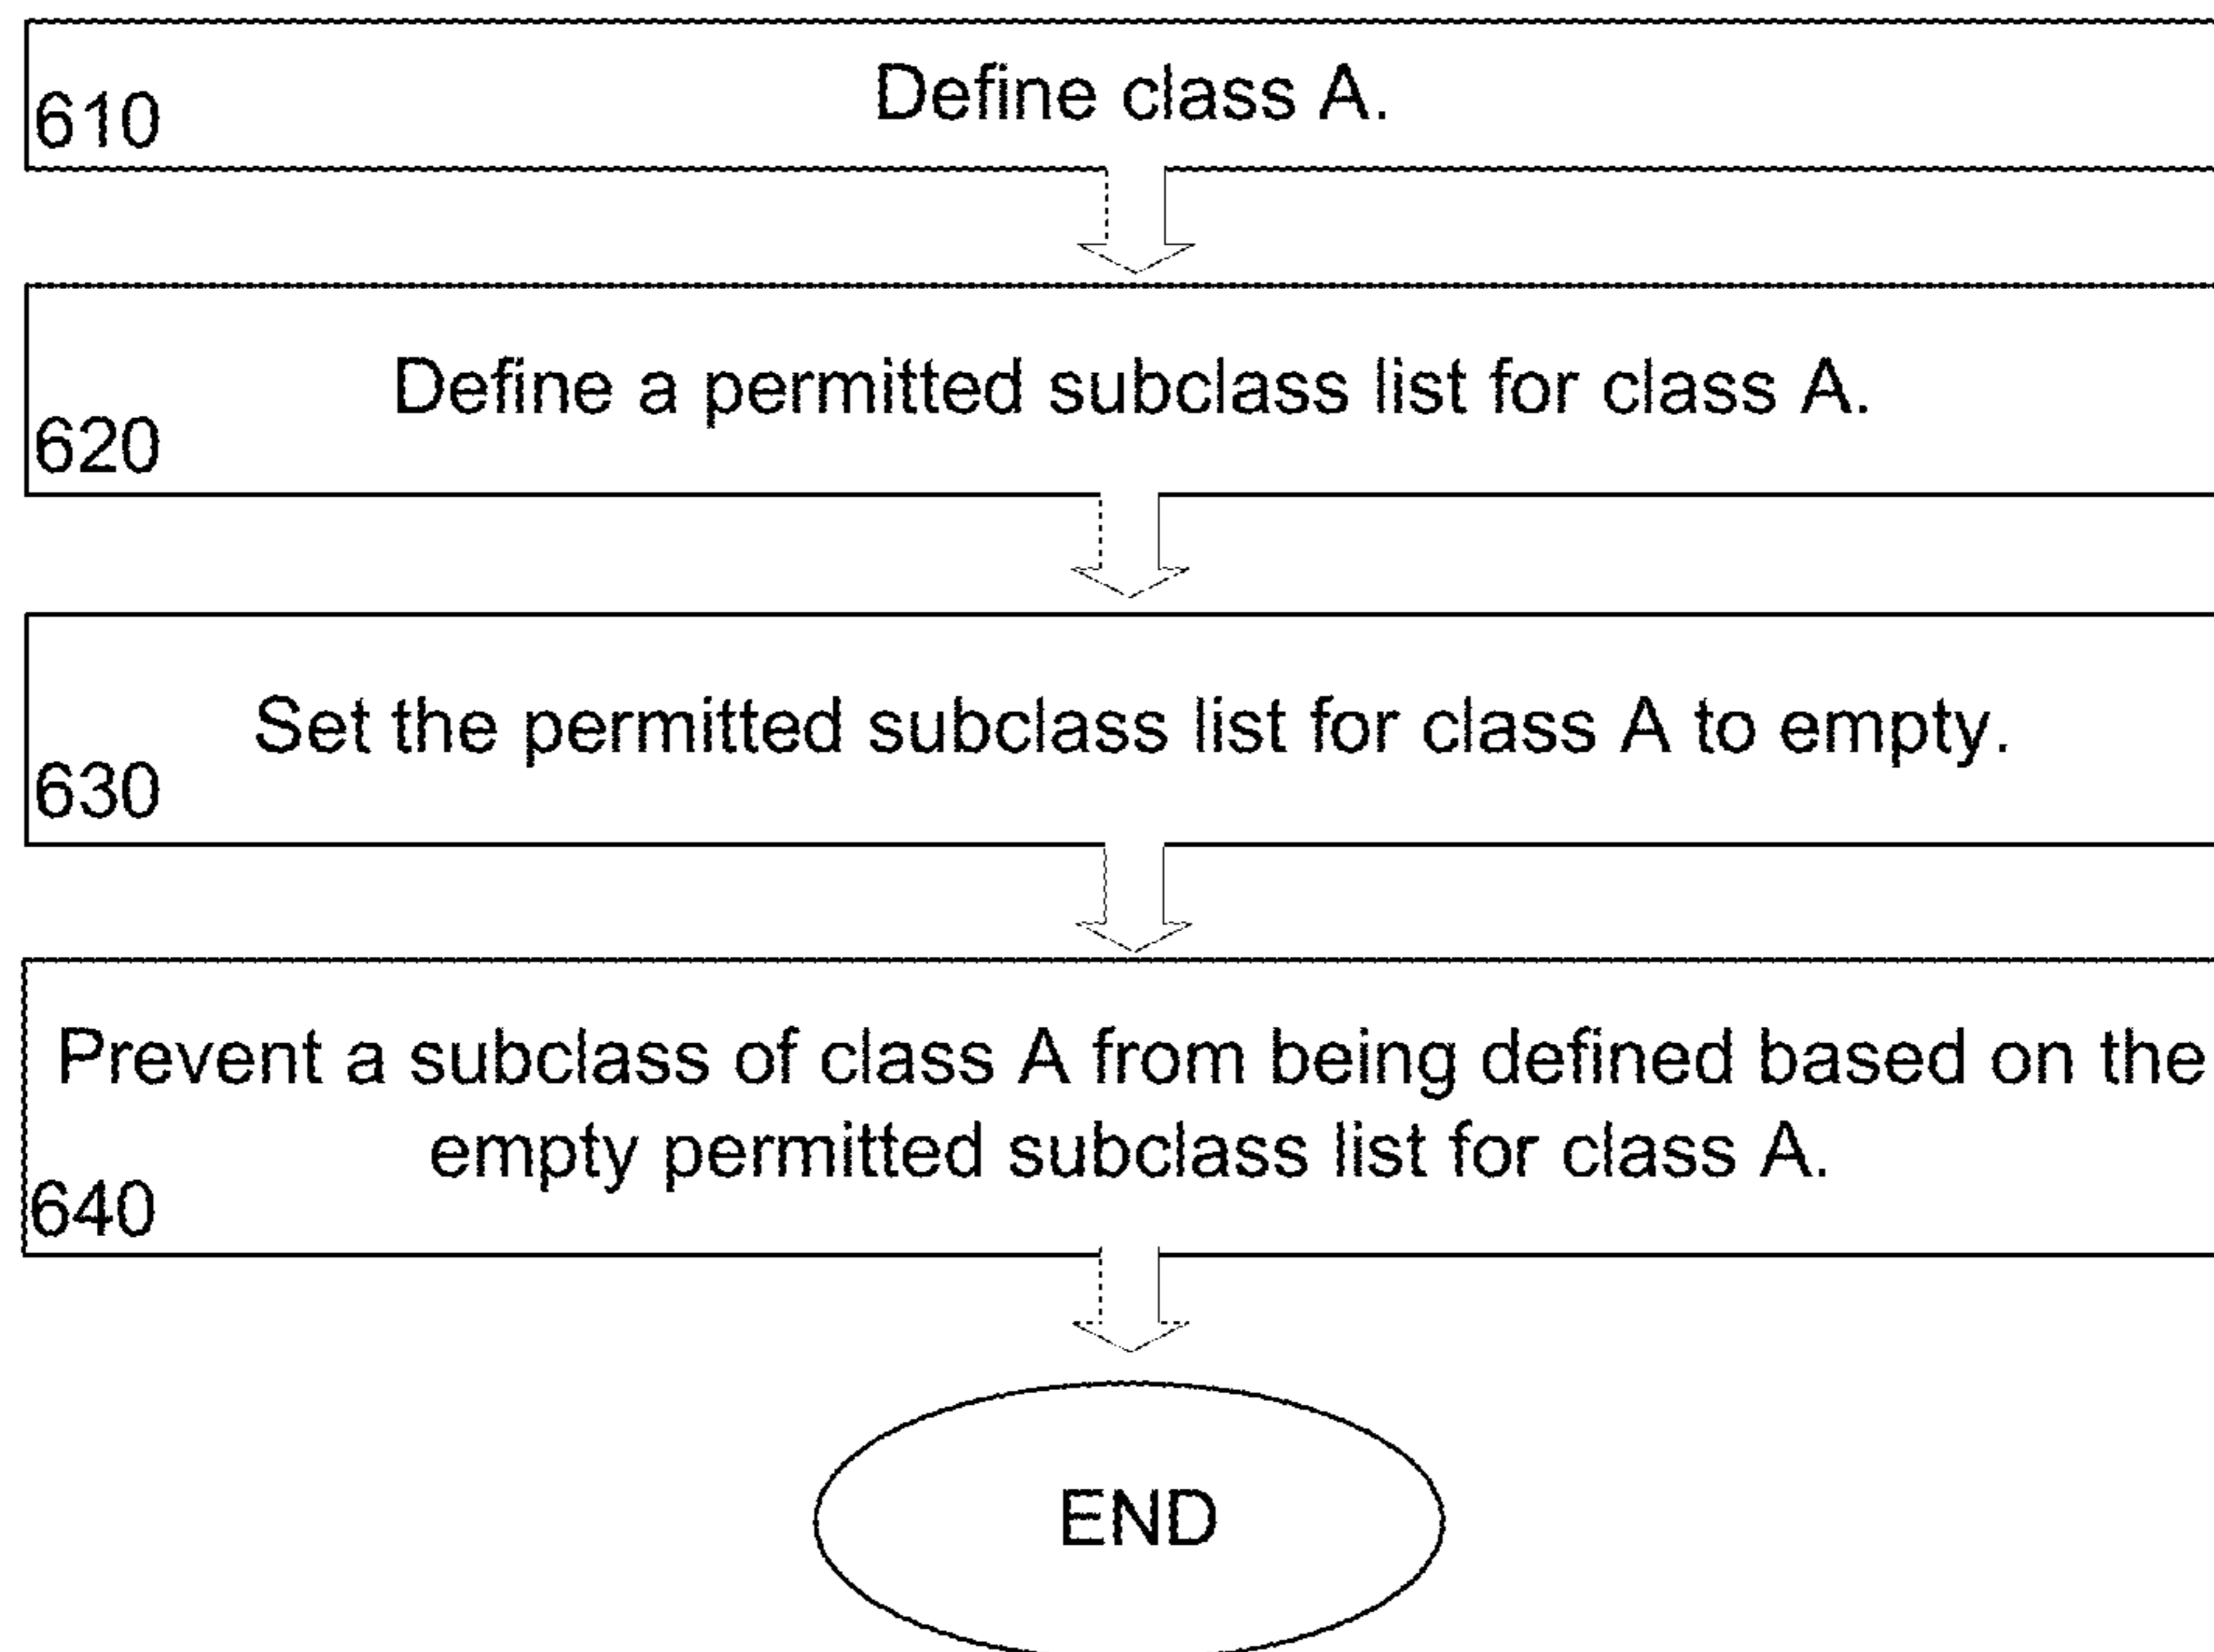 Define class A.
610
Define a permitted subclass list for class A.
620
Set the permitted subclass list for class A to empty.
630
Prevent a subclass of class A from being defined based on the
empty permitted subclass list for class A.
640
END